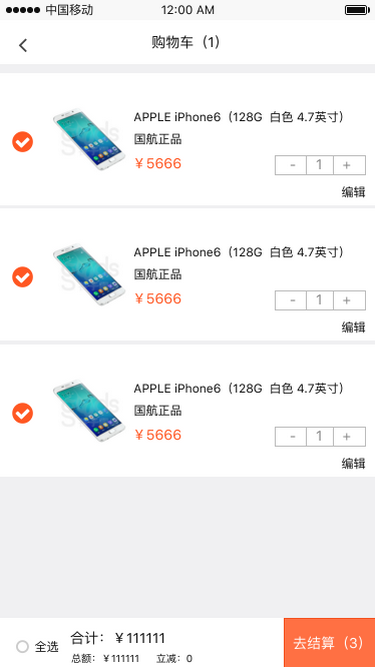 中国移动 12:00 AM
购物车（1）
APPLE iPhone6（128G 白色 4.7英寸）
国航正品
￥5666
- 1 +
编辑
APPLE iPhone6（128G 白色 4.7英寸）
国航正品
￥5666
- 1 +
编辑
APPLE iPhone6（128G 白色 4.7英寸）
国航正品
￥5666
- 1 +
编辑
全选
合计：￥111111
总额：￥111111 立减：0
去结算（3）